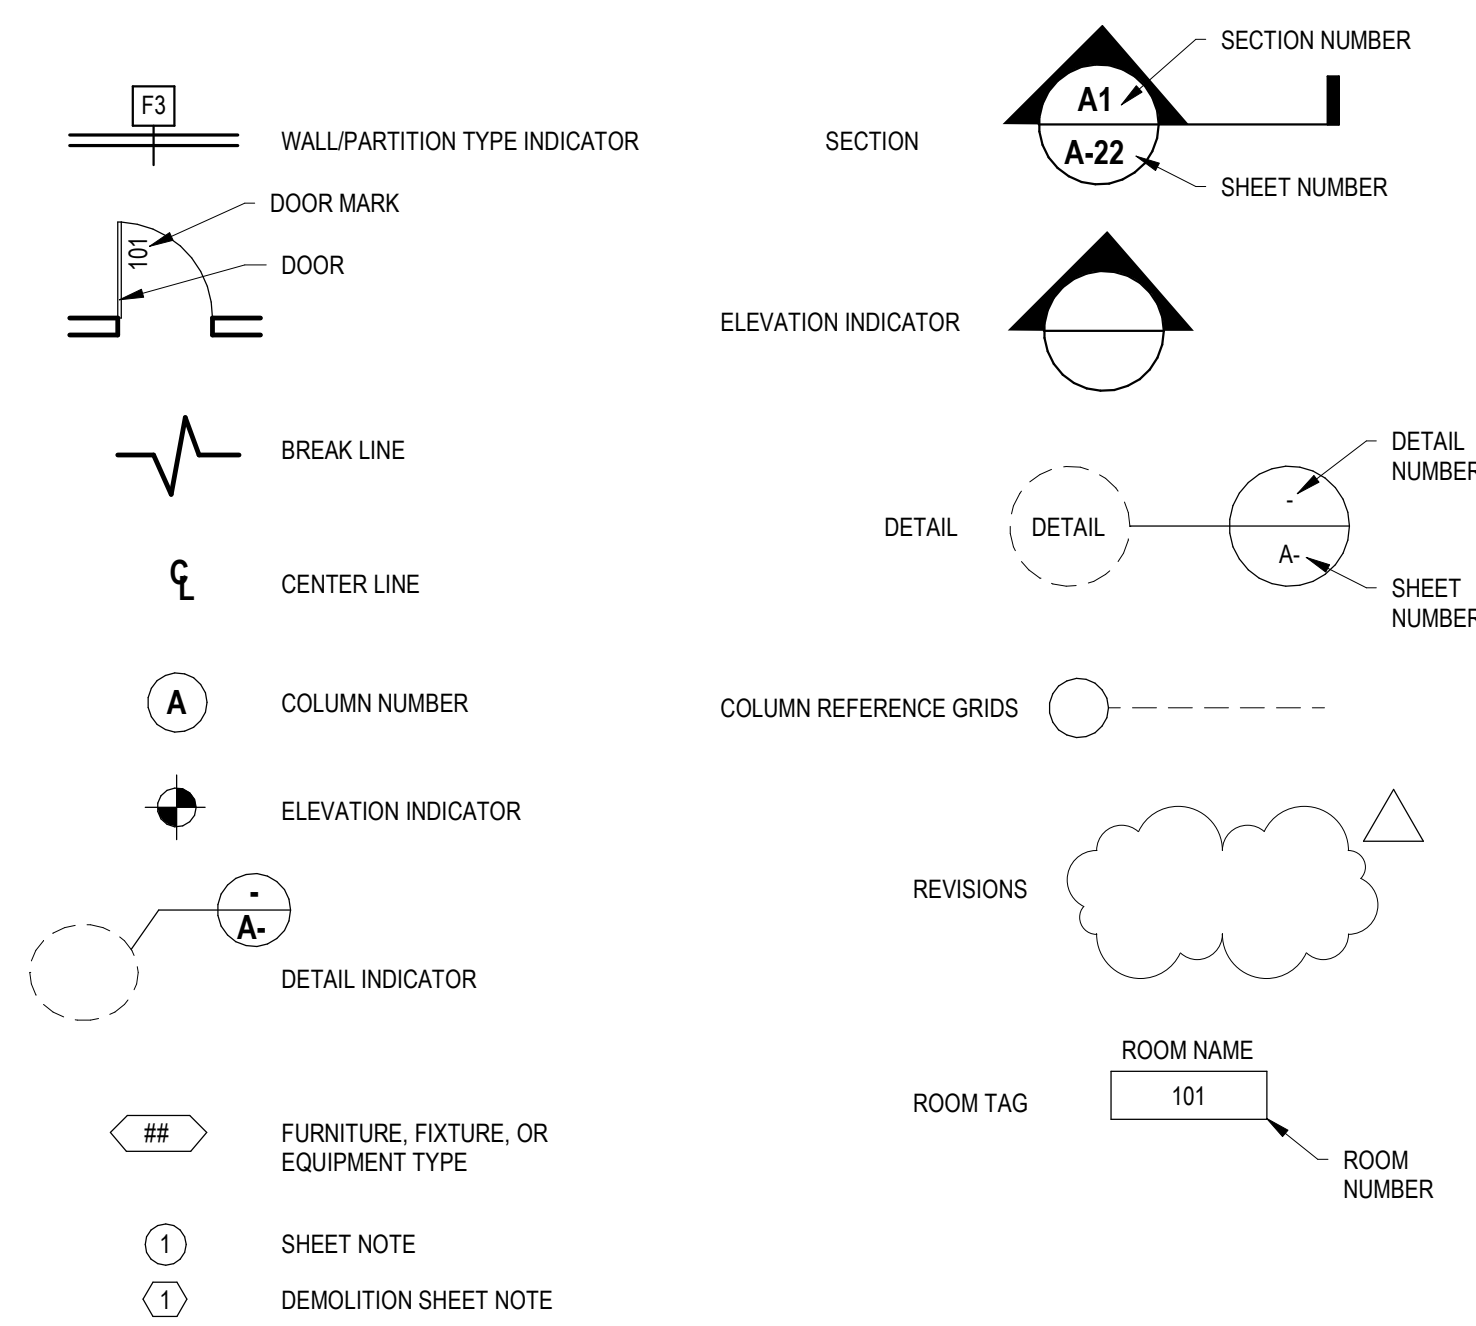 F3
WALL/PARTITION TYPE INDICATOR
DOOR MARK
101
DOOR
BREAK LINE
℄
CENTER LINE
A
COLUMN NUMBER
ELEVATION INDICATOR
-
A-
DETAIL INDICATOR
##
FURNITURE, FIXTURE, OR
EQUIPMENT TYPE
1
SHEET NOTE
1
DEMOLITION SHEET NOTE
SECTION NUMBER
A1
SECTION
A-22
SHEET NUMBER
ELEVATION INDICATOR
DETAIL
NUMBER
-
DETAIL
DETAIL
A-
SHEET
NUMBER
COLUMN REFERENCE GRIDS
REVISIONS
ROOM NAME
ROOM TAG
101
ROOM
NUMBER